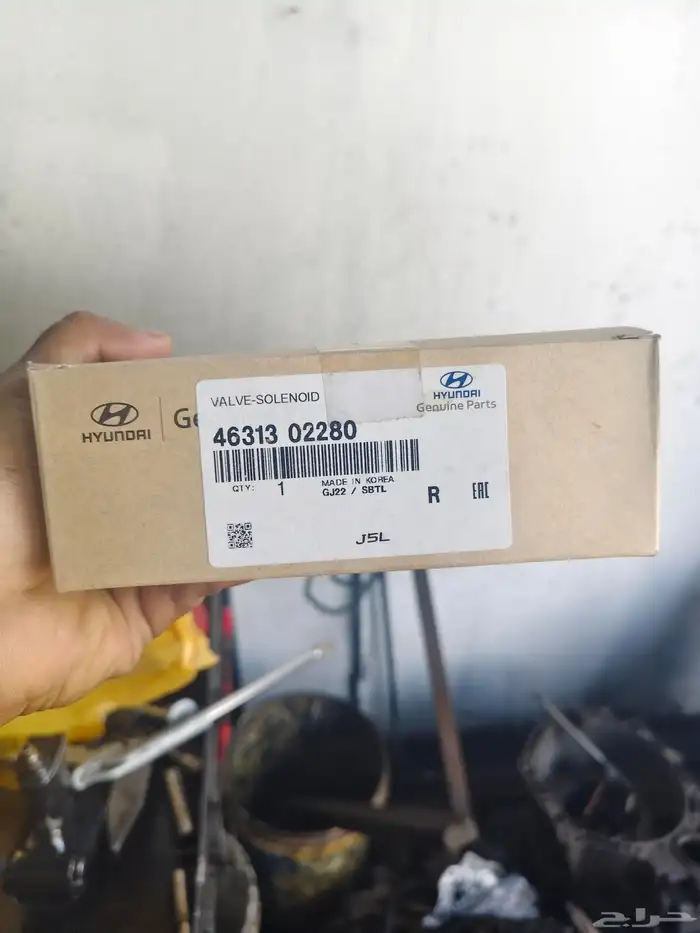 VALVE-SOLENOID
HYUNDAI
Genuine Parts
HYUNDAI
Ge
46313 02280
QTY: 1
MADE IN KOREA
GJ22 / SBTL
R
EAC
J5L
حراج